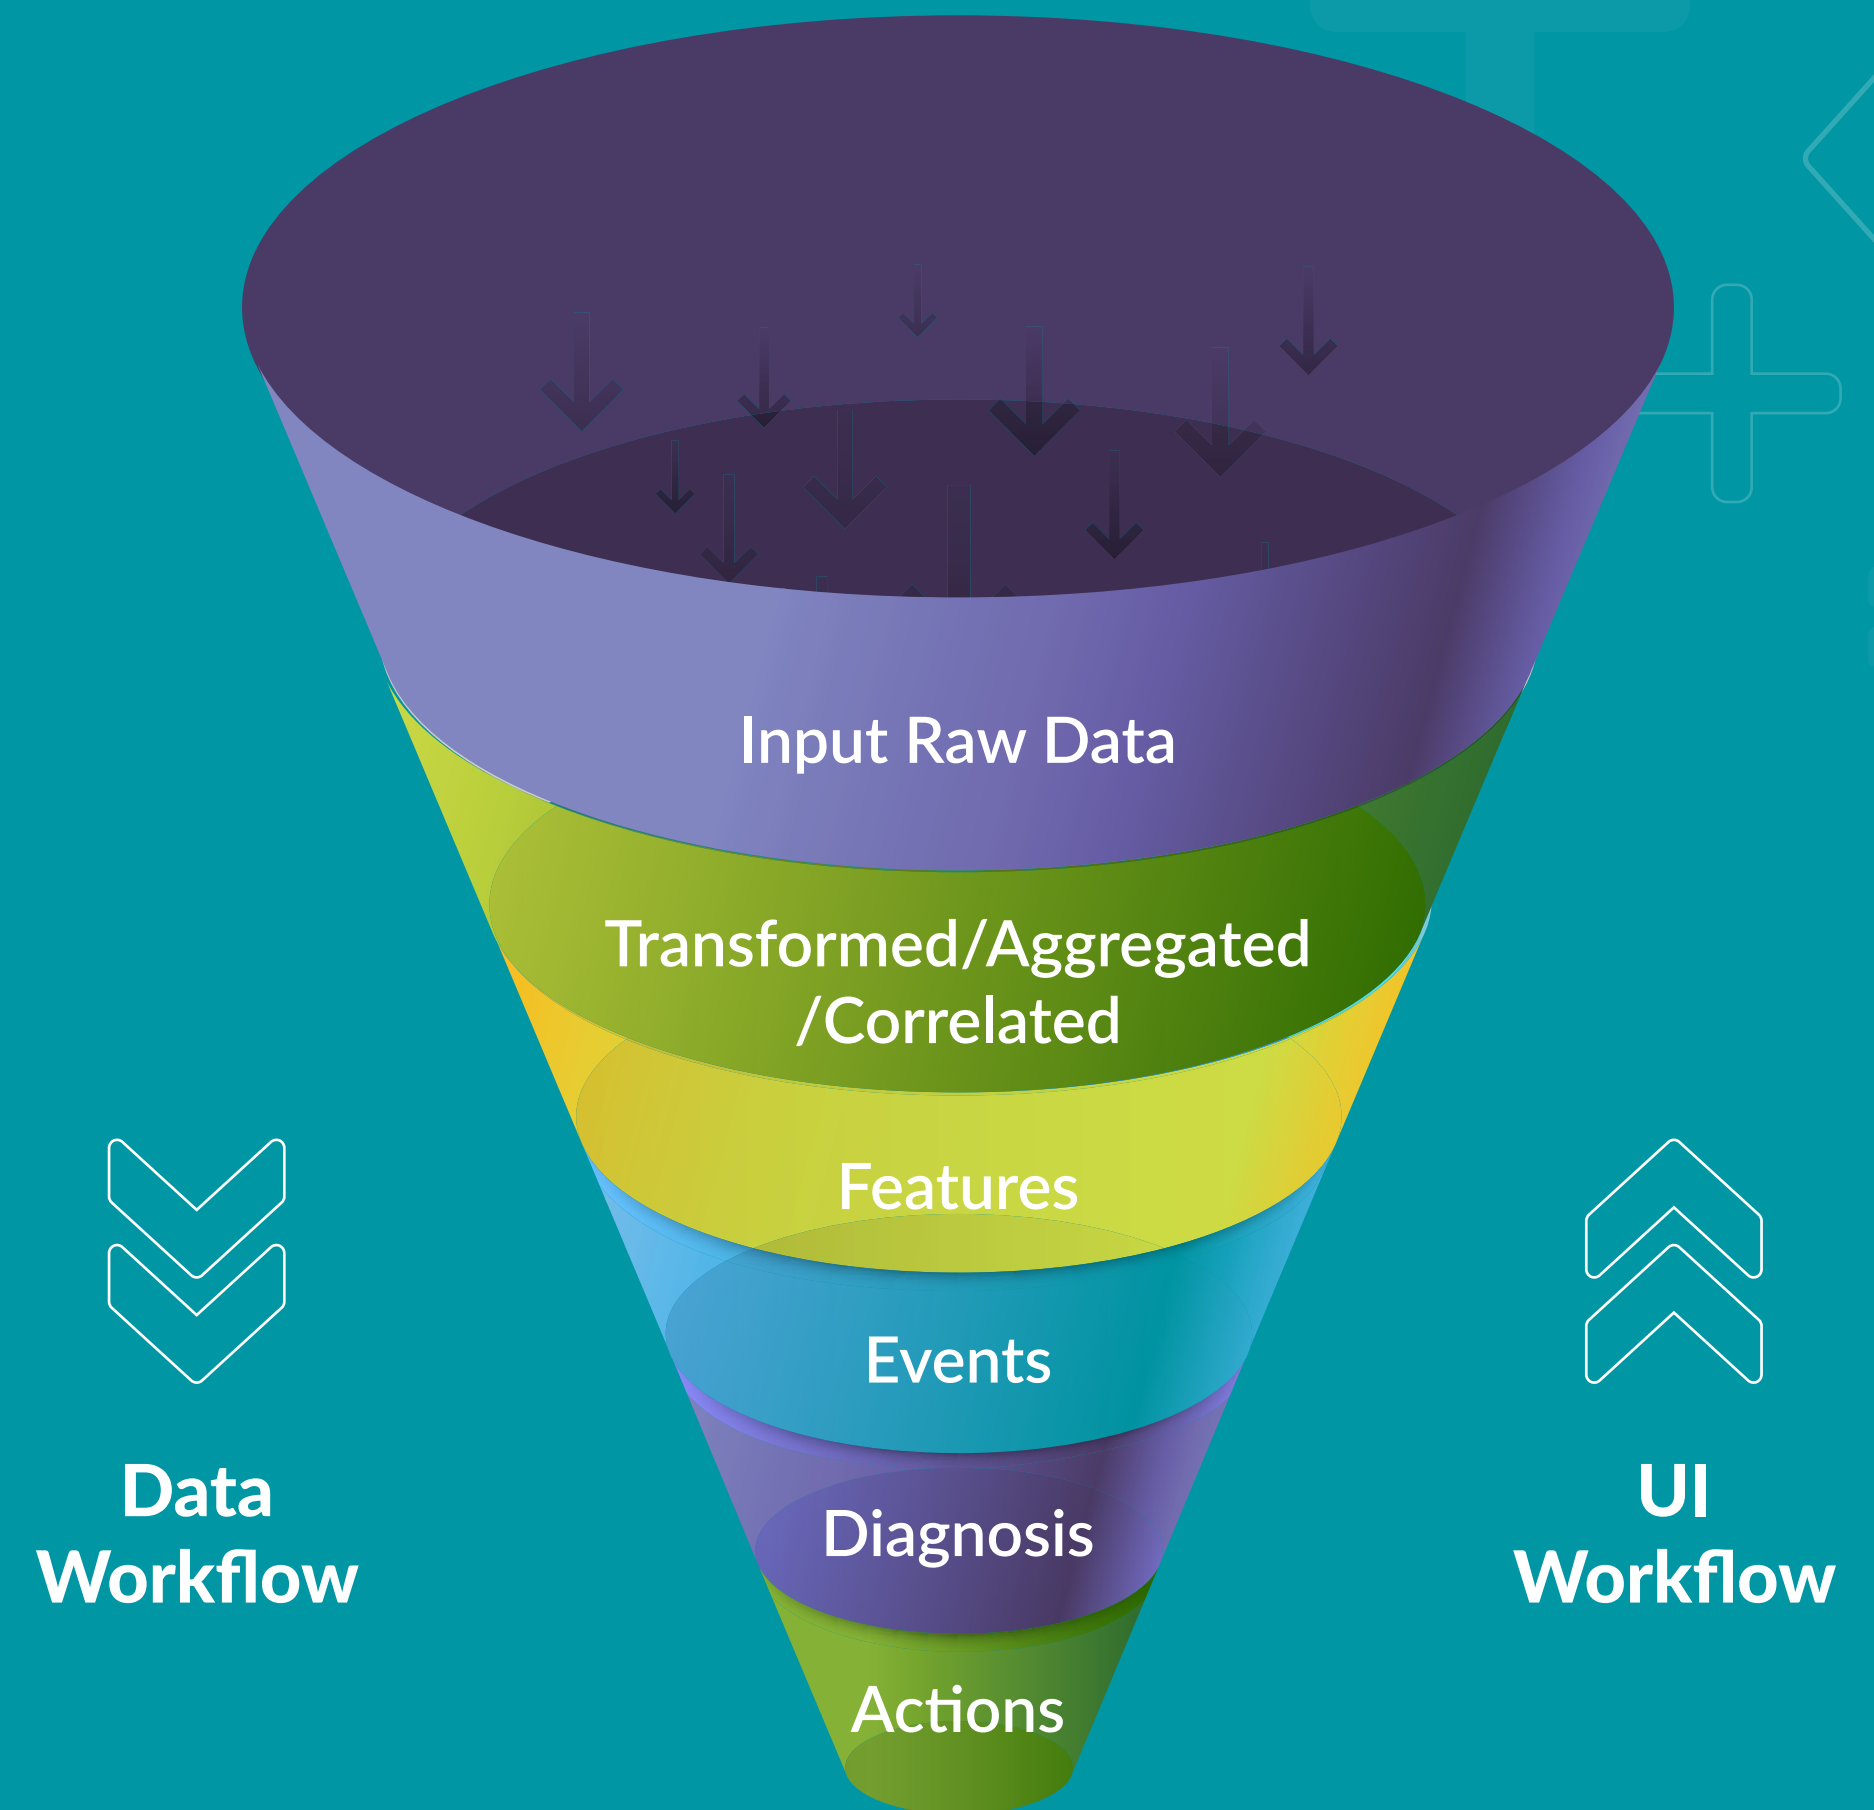 Input Raw Data
Transformed/Aggregated
/Correlated
Features
Events
Diagnosis
Actions
Data
Workflow
UI
Workflow